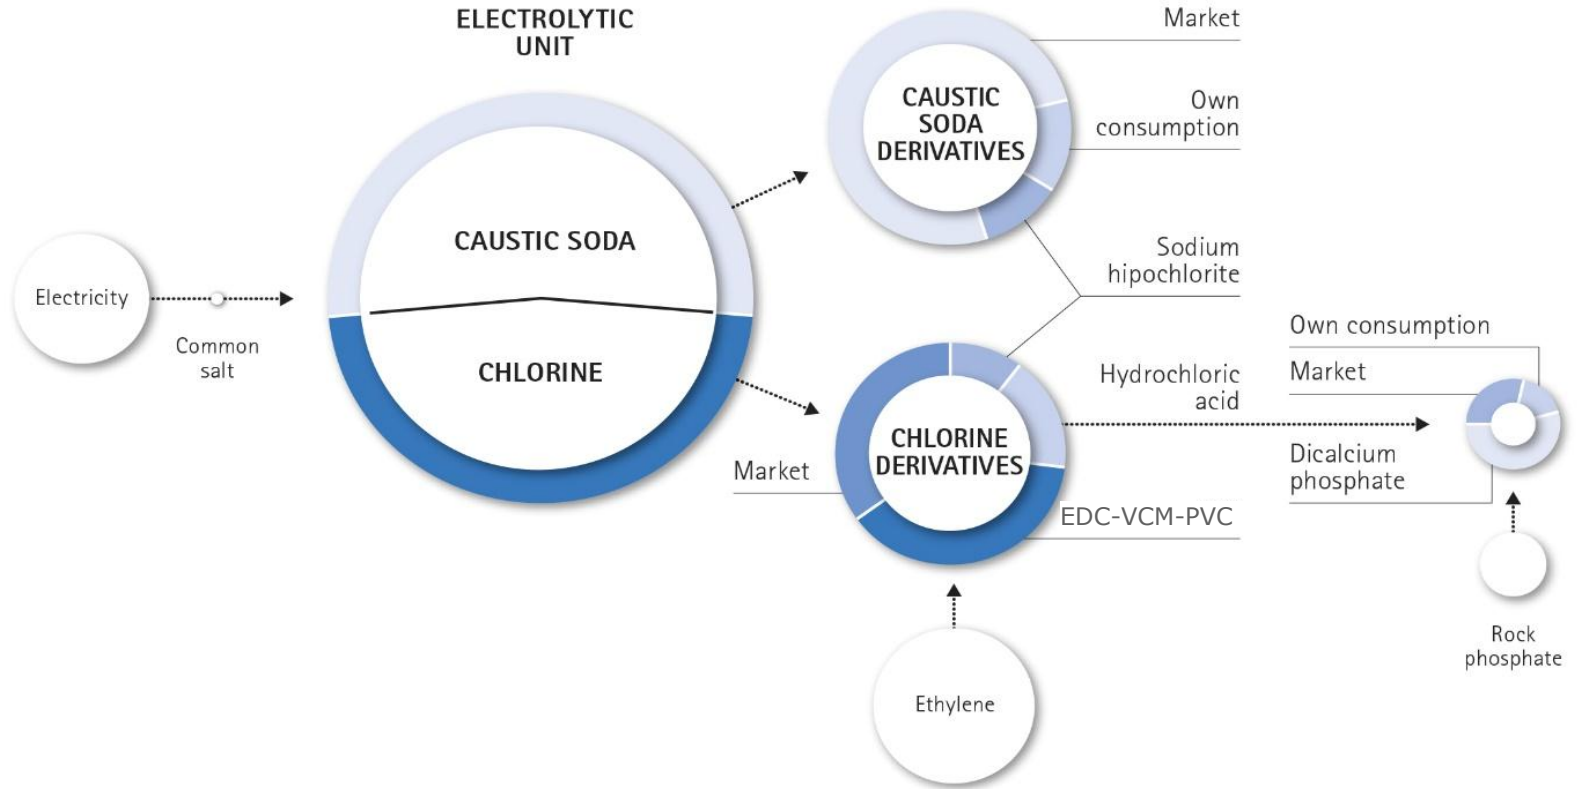 ELECTROLYTIC
UNIT
CAUSTIC SODA
CHLORINE
Electricity
Common
salt
CAUSTIC
SODA
DERIVATIVES
Market
Own
consumption
Sodium
hipochlorite
CHLORINE
DERIVATIVES
Market
Hydrochloric
acid
EDC-VCM-PVC
Ethylene
Own consumption
Market
Dicalcium
phosphate
Rock
phosphate